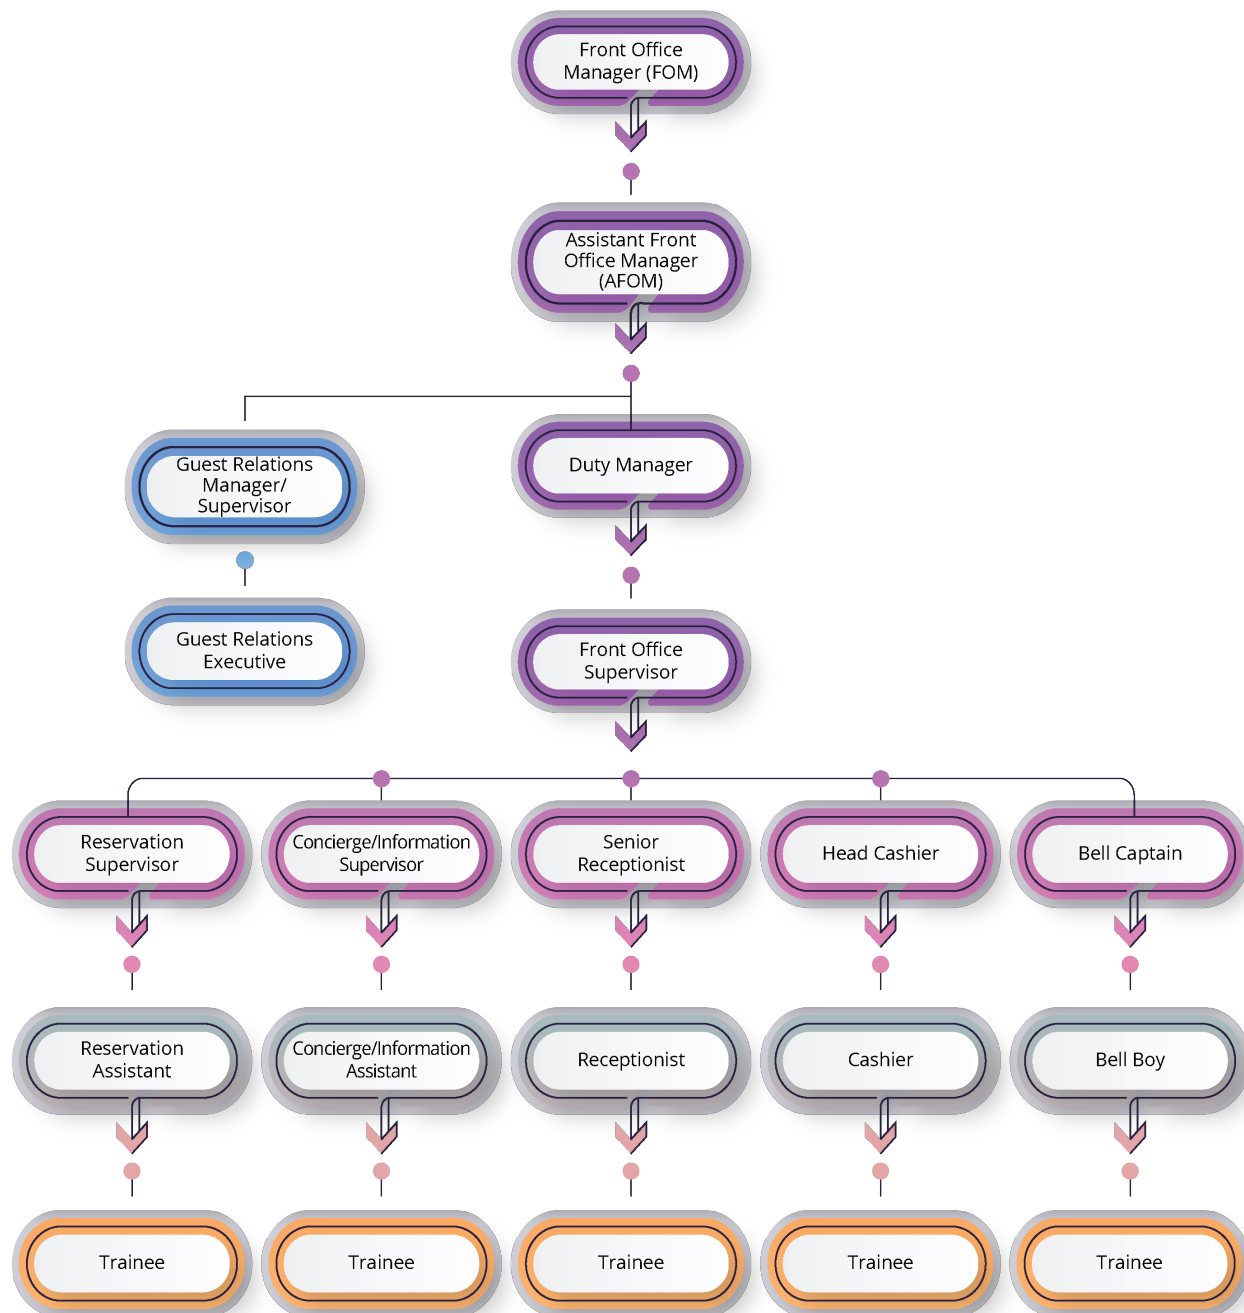 Front Office
Manager (FOM)
Assistant Front
Office Manager
(AFOM)
Guest Relations
Manager/
Supervisor
Duty Manager
Guest Relations
Executive
Front Office
Supervisor
Reservation
Supervisor
Concierge/Information
Supervisor
Senior
Receptionist
Head Cashier
Bell Captain
Reservation
Assistant
Concierge/Information
Assistant
Receptionist
Cashier
Bell Boy
Trainee
Trainee
Trainee
Trainee
Trainee